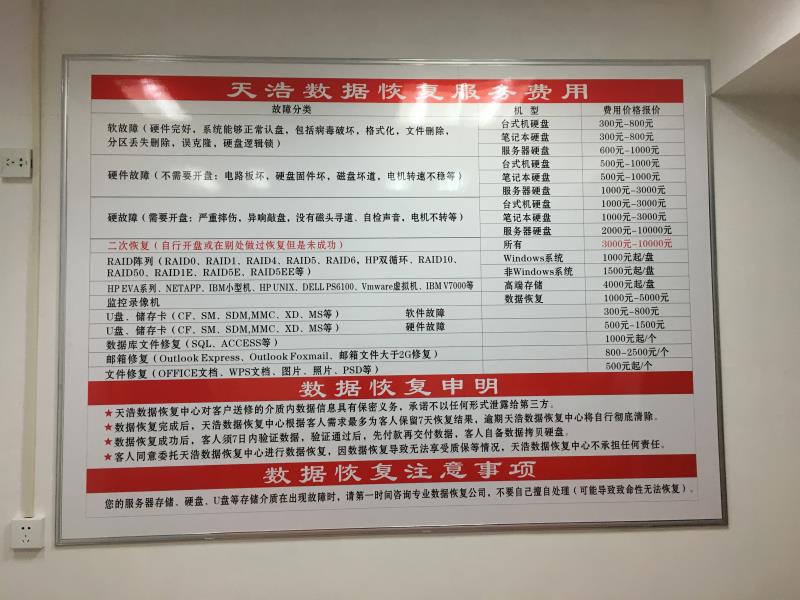 天浩数据恢复服务费用
故障分类 机 型 费用价格报价
软故障（硬件完好，系统能够正常认盘，包括病毒破坏，格式化，文件删除， 台式机硬盘 300元-800元
分区丢失删除，误克隆，硬盘逻辑锁） 笔记本硬盘 300元-800元
服务器硬盘 600元-1000元
硬件故障（不需要开盘：电路板坏，硬盘固件坏，磁盘坏道，电机转速不稳等） 台式机硬盘 500元-1000元
笔记本硬盘 500元-1000元
服务器硬盘 1000元-3000元
硬故障（需要开盘：严重摔伤，异响敲盘，没有磁头寻道、自检声音，电机不转等） 台式机硬盘 1000元-3000元
笔记本硬盘 1000元-3000元
服务器硬盘 2000元-10000元
二次恢复（自行开盘或在别处做过恢复但是未成功） 所有 3000元-10000元
RAID阵列（RAID0、RAID1、RAID4、RAID5、RAID6，HP双循环、RAID10、 Windows系统 1000元起/盘
RAID50、RAID1E、RAID5E、RAID5EE等） 非Windows系统 1500元起/盘
HP EVA系列、NETAPP、IBM小型机、HP UNIX、DELL PS6100、Vmware虚拟机、IBM V7000等 高端存储 4000元起/盘
监控录像机 数据恢复 1000元-5000元
U盘、储存卡（CF、SM、SDM,MMC、XD、MS等） 软件故障 300元-800元
U盘、储存卡（CF、SM、SDM,MMC、XD、MS等） 硬件故障 500元-1500元
数据库文件修复（SQL、ACCESS等） 1000元起/个
邮箱修复（Outlook Express、Outlook Foxmail、邮箱文件大于2G修复） 800-2500元/个
文件修复（OFFICE文档、WPS文档、图片、照片、PSD等） 500元起/个
数据恢复申明
★天浩数据恢复中心对客户送修的介质内数据信息具有保密义务，承诺不以任何形式泄露给第三方。
★数据恢复完成后，天浩数据恢复中心根据客人需求最多为客人保留7天恢复结果，逾期天浩数据恢复中心将自行彻底清除。
★数据恢复成功后，客人须7日内验证数据，验证通过后，先付款再交付数据，客人自备数据拷贝硬盘。
★客人同意委托天浩数据恢复中心进行数据恢复，因数据恢复导致无法享受质保等情况，天浩数据恢复中心不承担任何责任。
数据恢复注意事项
您的服务器存储、硬盘、U盘等存储介质在出现故障时，请第一时间咨询专业数据恢复公司，不要自己擅自处理（可能导致致命性无法恢复）。